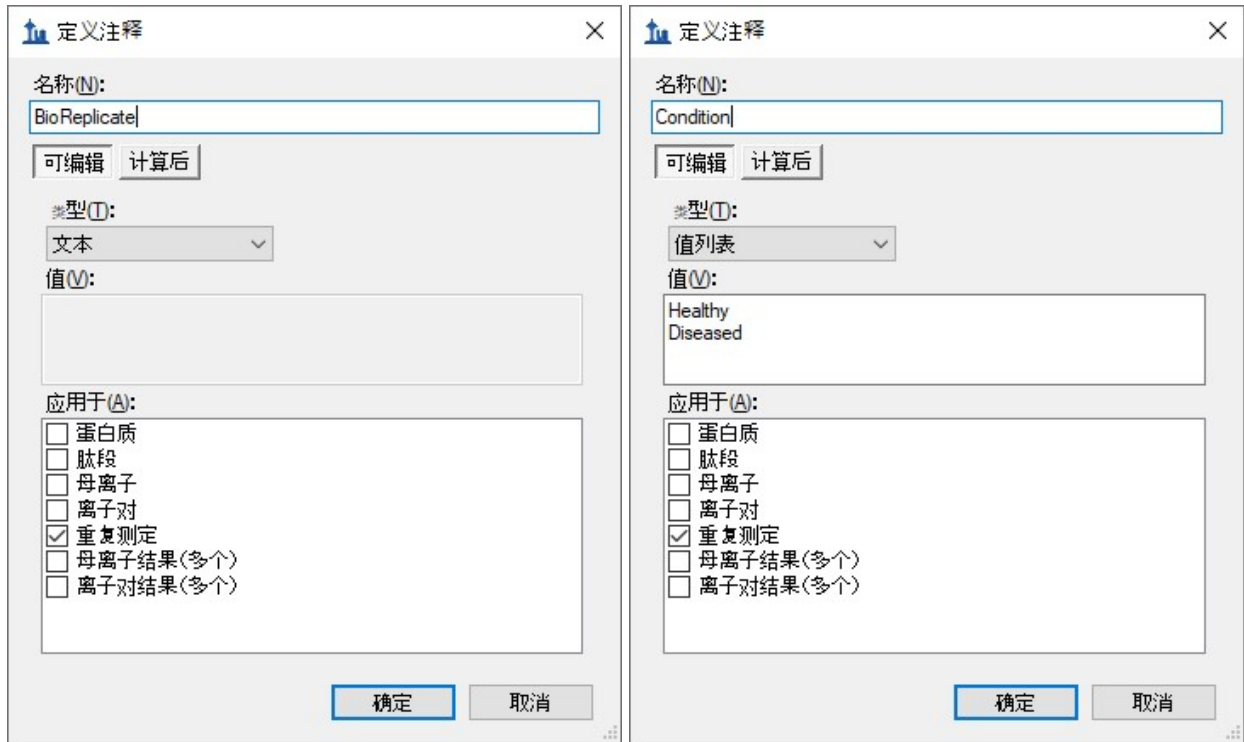 定义注释
名称(N):
BioReplicate
可编辑 计算后
类型(T):
文本
值(V):
应用于(A):
蛋白质
肽段
母离子
离子对
重复测定
母离子结果(多个)
离子对结果(多个)
确定 取消
定义注释
名称(N):
Condition
可编辑 计算后
类型(T):
值列表
值(V):
Healthy
Diseased
应用于(A):
蛋白质
肽段
母离子
离子对
重复测定
母离子结果(多个)
离子对结果(多个)
确定 取消